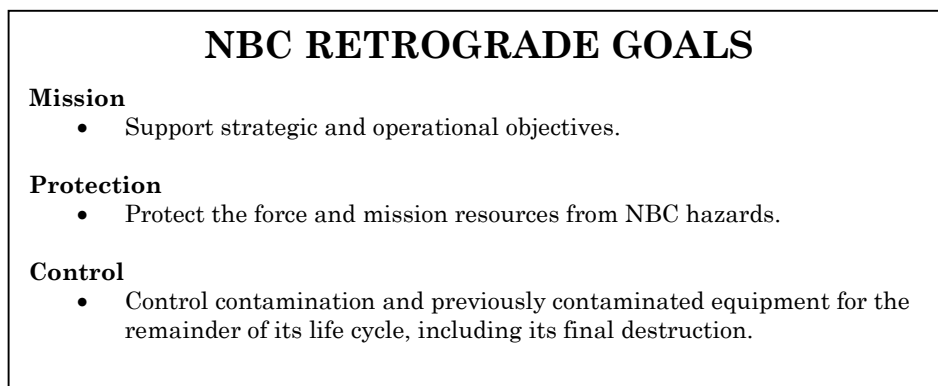 NBC RETROGRADE GOALS
Mission
• Support strategic and operational objectives.
Protection
• Protect the force and mission resources from NBC hazards.
Control
• Control contamination and previously contaminated equipment for the
remainder of its life cycle, including its final destruction.